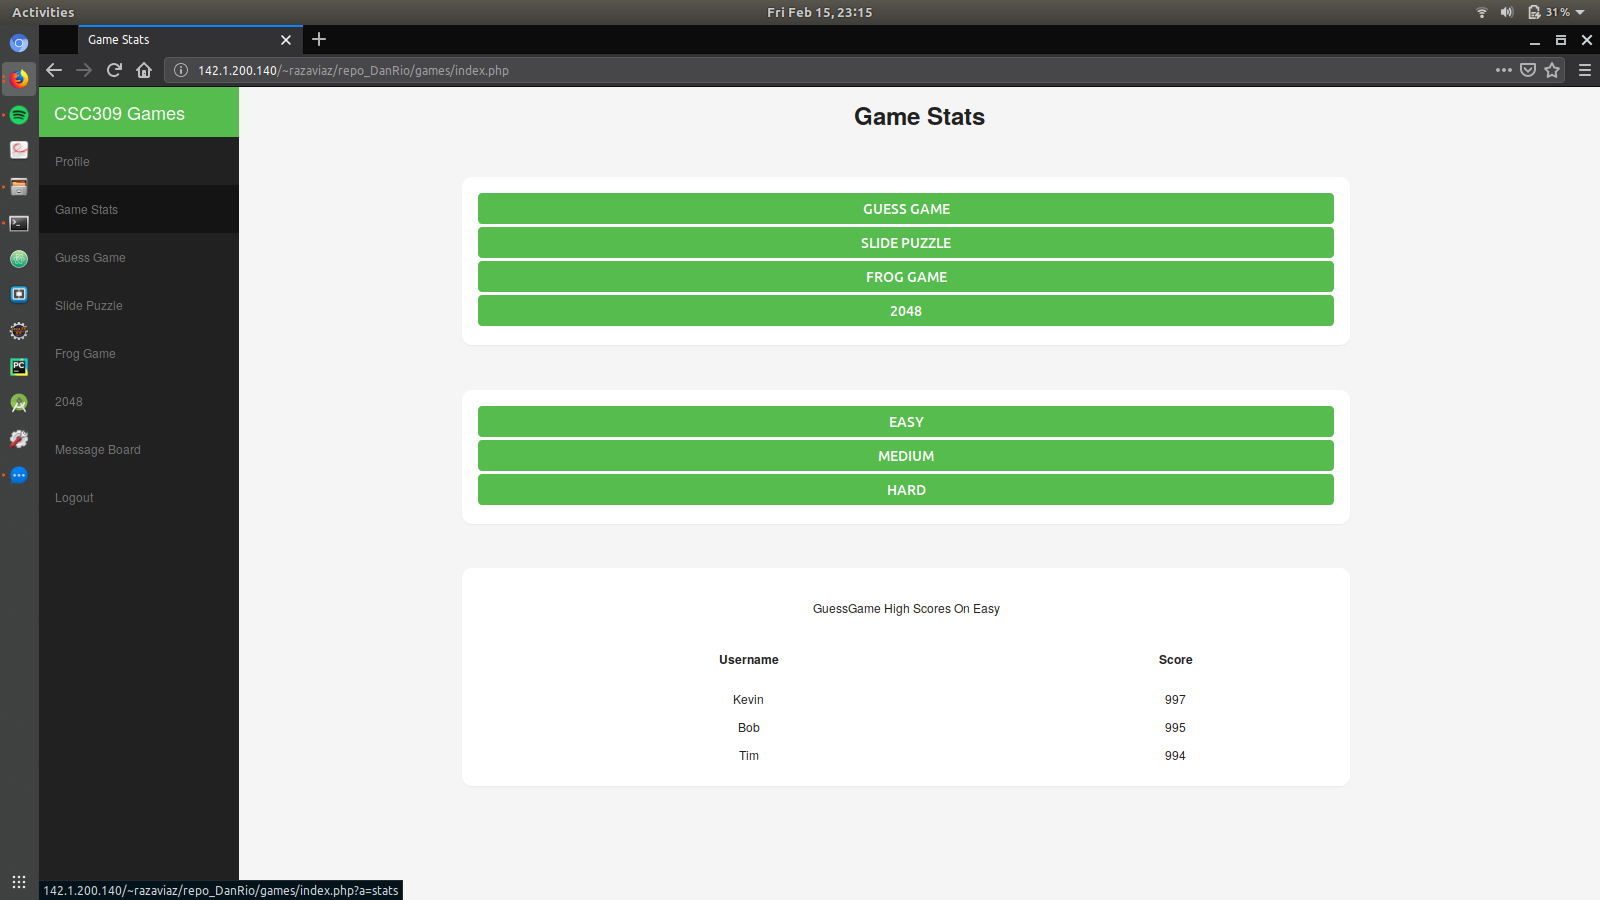 Activities
Fri Feb 15, 23:15
31%
Game Stats
142.1.200.140/~razaviaz/repo_DanRio/games/index.php
CSC309 Games
Profile
Game Stats
Guess Game
Slide Puzzle
Frog Game
2048
Message Board
Logout
Game Stats
GUESS GAME
SLIDE PUZZLE
FROG GAME
2048
EASY
MEDIUM
HARD
GuessGame High Scores On Easy
Username Score
Kevin 997
Bob 995
Tim 994
PC
142.1.200.140/~razaviaz/repo_DanRio/games/index.php?a=stats